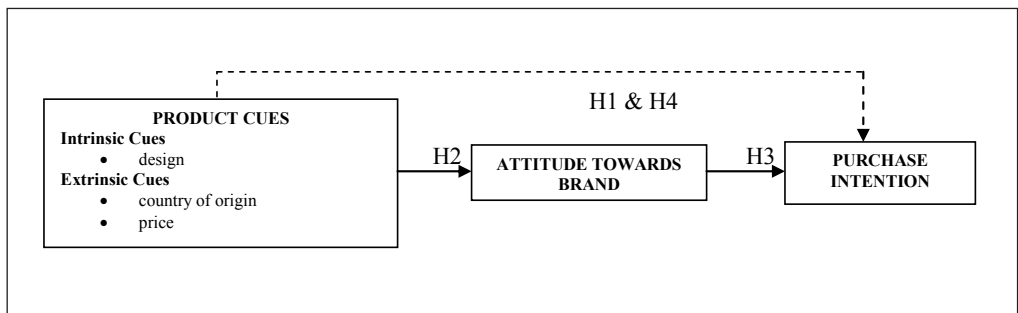 H1 & H4
PRODUCT CUES
Intrinsic Cues
• design
Extrinsic Cues
• country of origin
• price
H2
ATTITUDE TOWARDS
BRAND
H3
PURCHASE
INTENTION